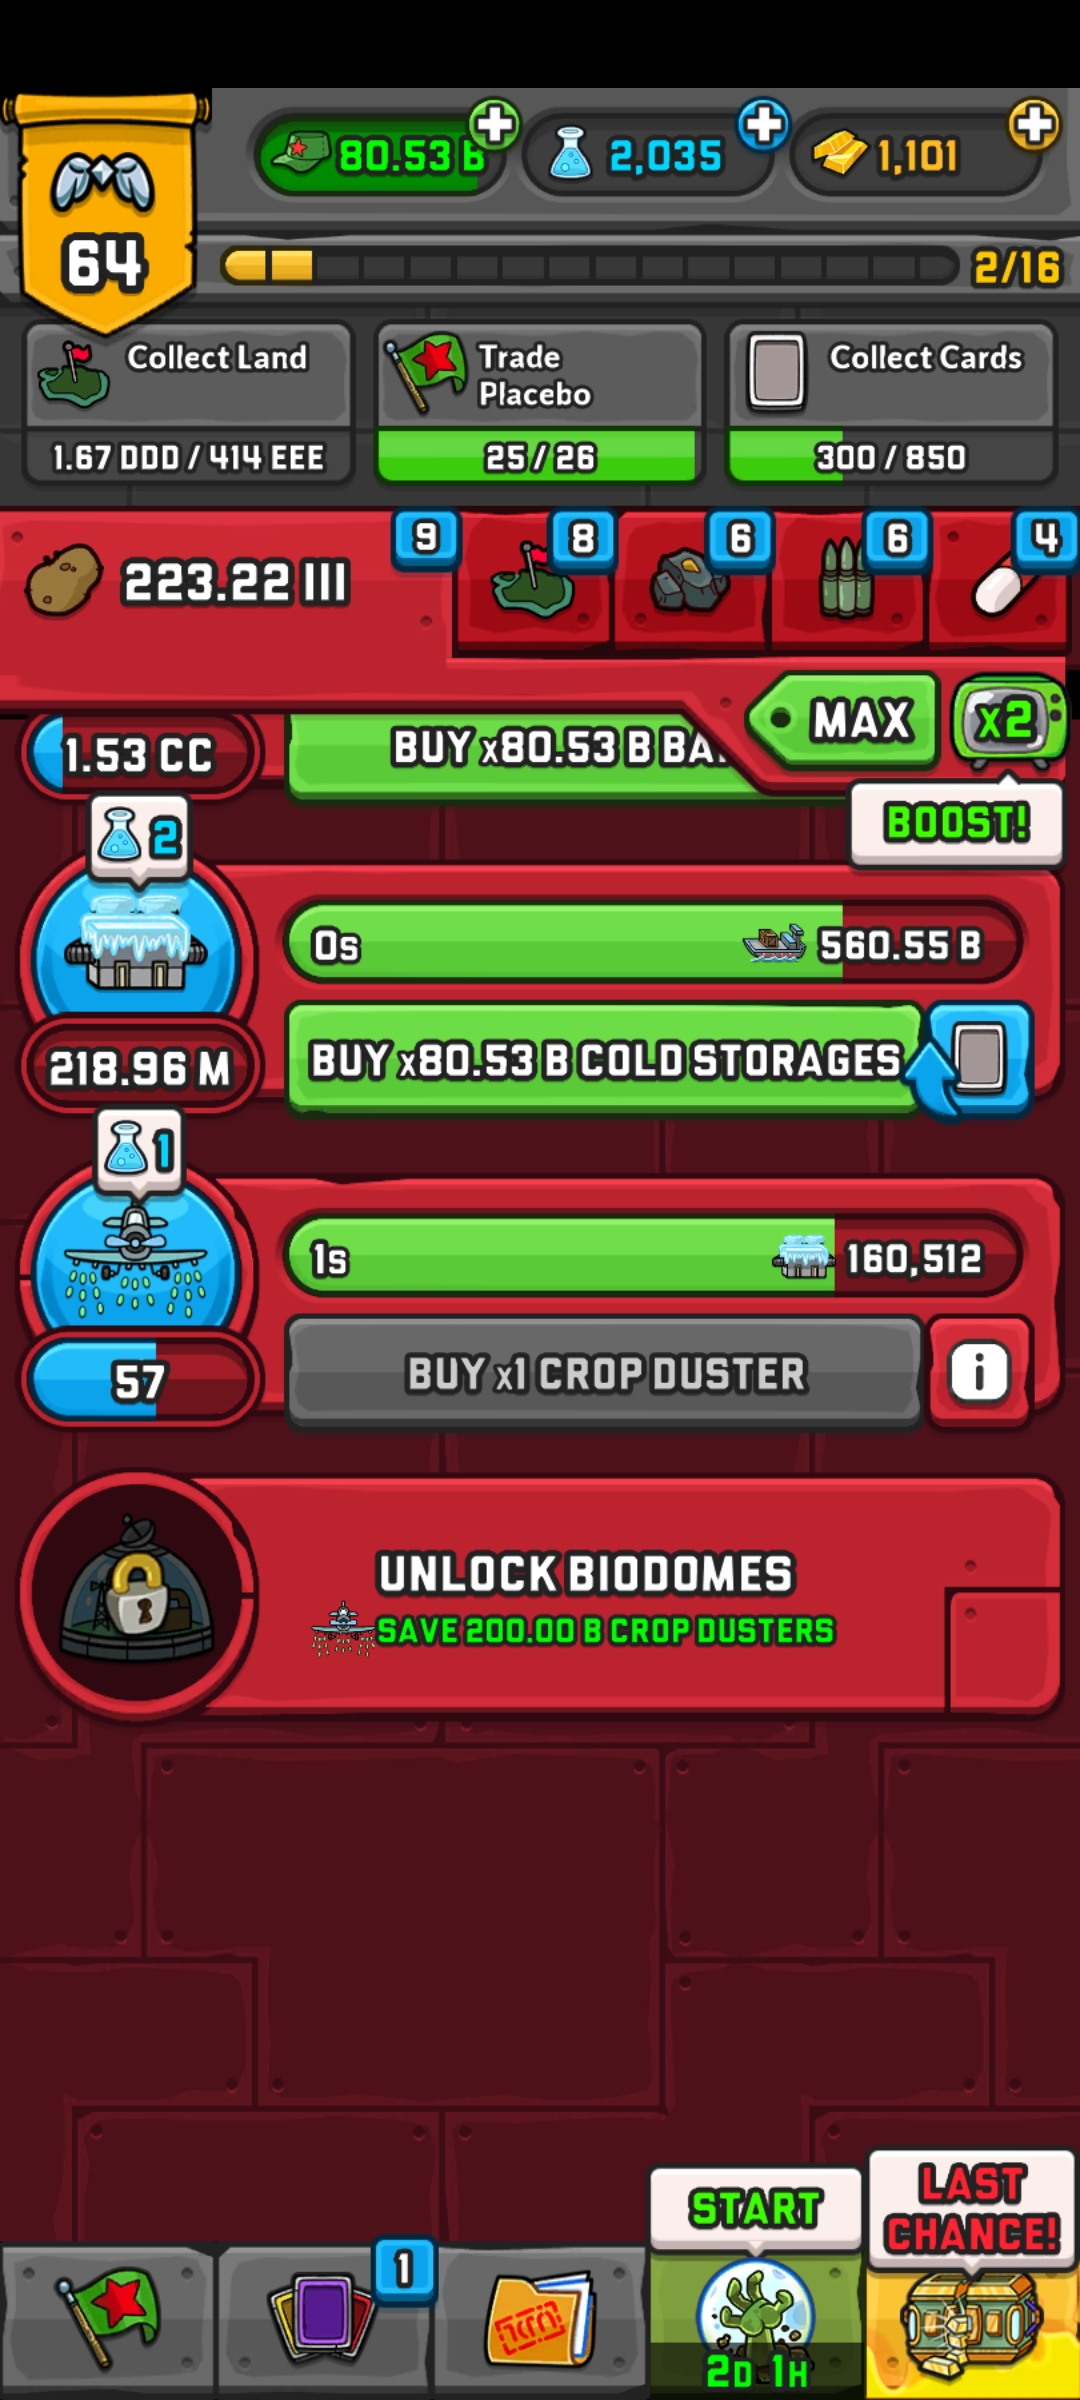 80.53 B
2,035
1,101
64
2/16
Collect Land
1.67 DDD / 414 EEE
Trade
Placebo
25 / 26
Collect Cards
300 / 850
223.22 III
9
8
6
6
4
MAX
x2
BOOST!
1.53 CC
BUY x80.53 B BA
2
0s
560.55 B
218.96 M
BUY x80.53 B COLD STORAGES
1
1s
160,512
57
BUY x1 CROP DUSTER
i
UNLOCK BIODOMES
SAVE 200.00 B CROP DUSTERS
START
LAST
CHANCE!
1
2D 1H